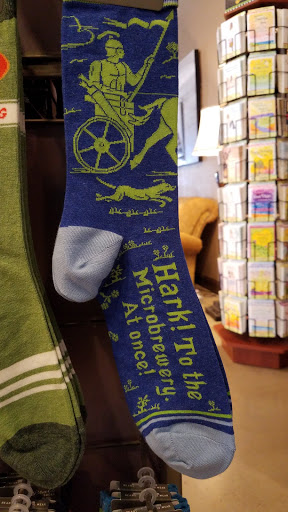 Hark! To the
Microbrewery,
At once!